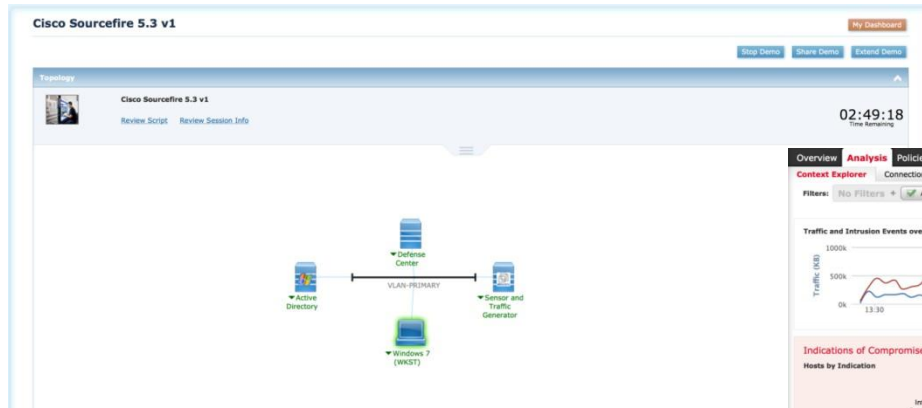 Cisco Sourcefire 5.3 v1
My Dashboard
Stop Demo Share Demo Extend Demo
Topology
Cisco Sourcefire 5.3 v1
Review Script Review Session Info
02:49:18
Time Remaining
Defense
Center
VLAN-PRIMARY
Active
Directory
Sensor and
Traffic
Generator
Windows 7
(WKST)
Overview Analysis Policie
Context Explorer Connection
Filters: No Filters +
Traffic and Intrusion Events ove
Traffic (KB)
1000k
500k
0k
13:30
Indications of Compromise
Hosts by Indication